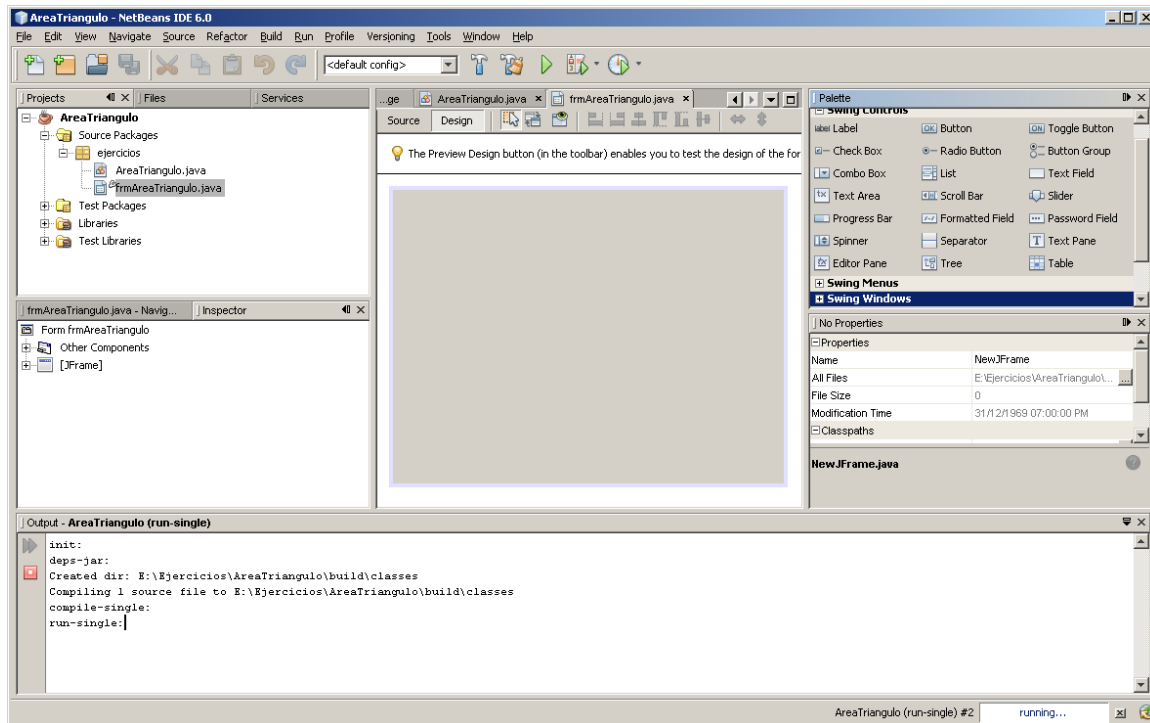 AreaTriangulo - NetBeans IDE 6.0
File Edit View Navigate Source Refactor Build Run Profile Versioning Tools Window Help
<default config>
Projects Files Services
AreaTriangulo
Source Packages
ejercicios
AreaTriangulo.java
frmAreaTriangulo.java
Test Packages
Libraries
Test Libraries
...ge AreaTriangulo.java frmAreaTriangulo.java
Source Design
The Preview Design button (in the toolbar) enables you to test the design of the for
Palette
Swing Controls
label Label OK Button ON Toggle Button
Check Box Radio Button Button Group
Combo Box List Text Field
Text Area Scroll Bar Slider
Progress Bar Formatted Field Password Field
Spinner Separator T Text Pane
Editor Pane Tree Table
Swing Menus
Swing Windows
frmAreaTriangulo.java - Navig... Inspector
Form frmAreaTriangulo
Other Components
[JFrame]
No Properties
Properties
Name NewJFrame
All Files E:\Ejercicios\AreaTriangulo\... ...
File Size 0
Modification Time 31/12/1969 07:00:00 PM
Classpaths
NewJFrame.java
Output - AreaTriangulo (run-single)
init:
deps-jar:
Created dir: E:\Ejercicios\AreaTriangulo\build\classes
Compiling 1 source file to E:\Ejercicios\AreaTriangulo\build\classes
compile-single:
run-single:
AreaTriangulo (run-single) #2 running...